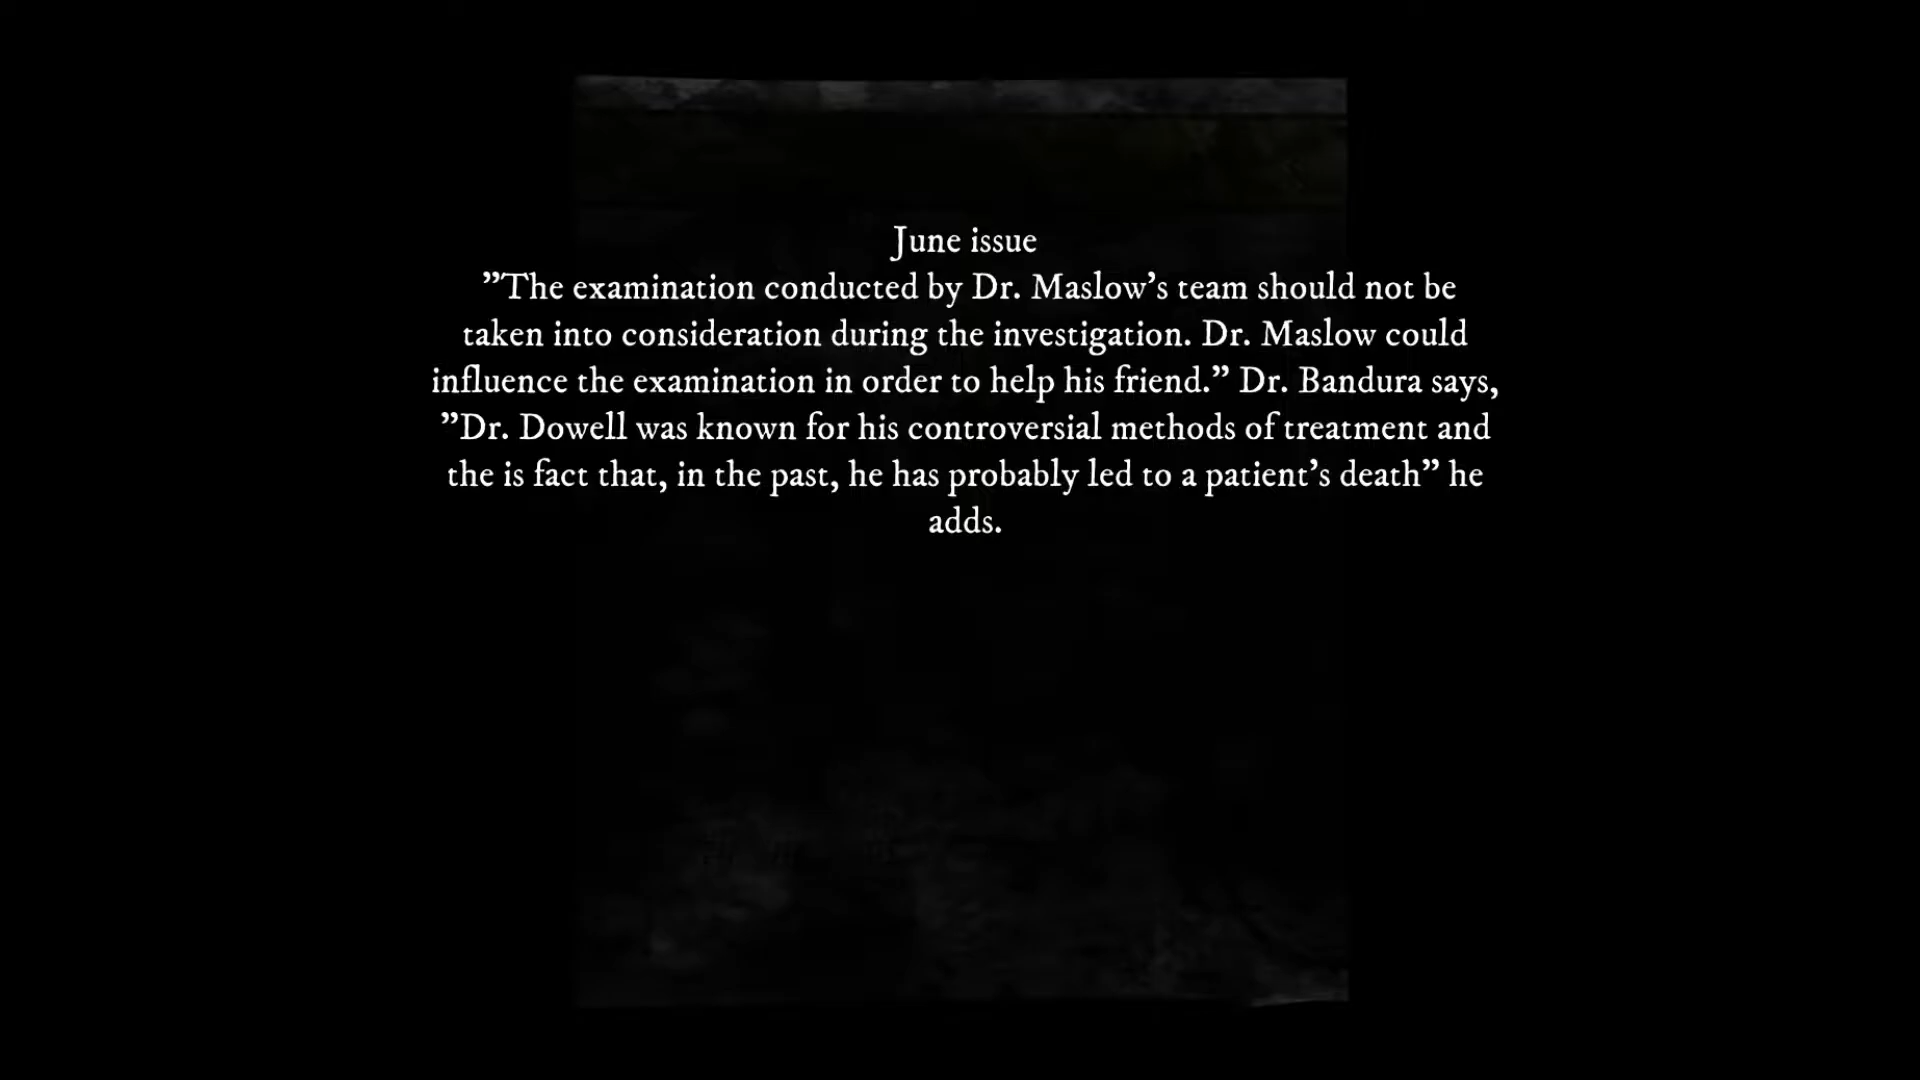 June issue
”The examination conducted by Dr. Maslow’s team should not be
taken into consideration during the investigation. Dr. Maslow could
influence the examination in order to help his friend.” Dr. Bandura says,
”Dr. Dowell was known for his controversial methods of treatment and
the is fact that, in the past, he has probably led to a patient’s death” he
adds.